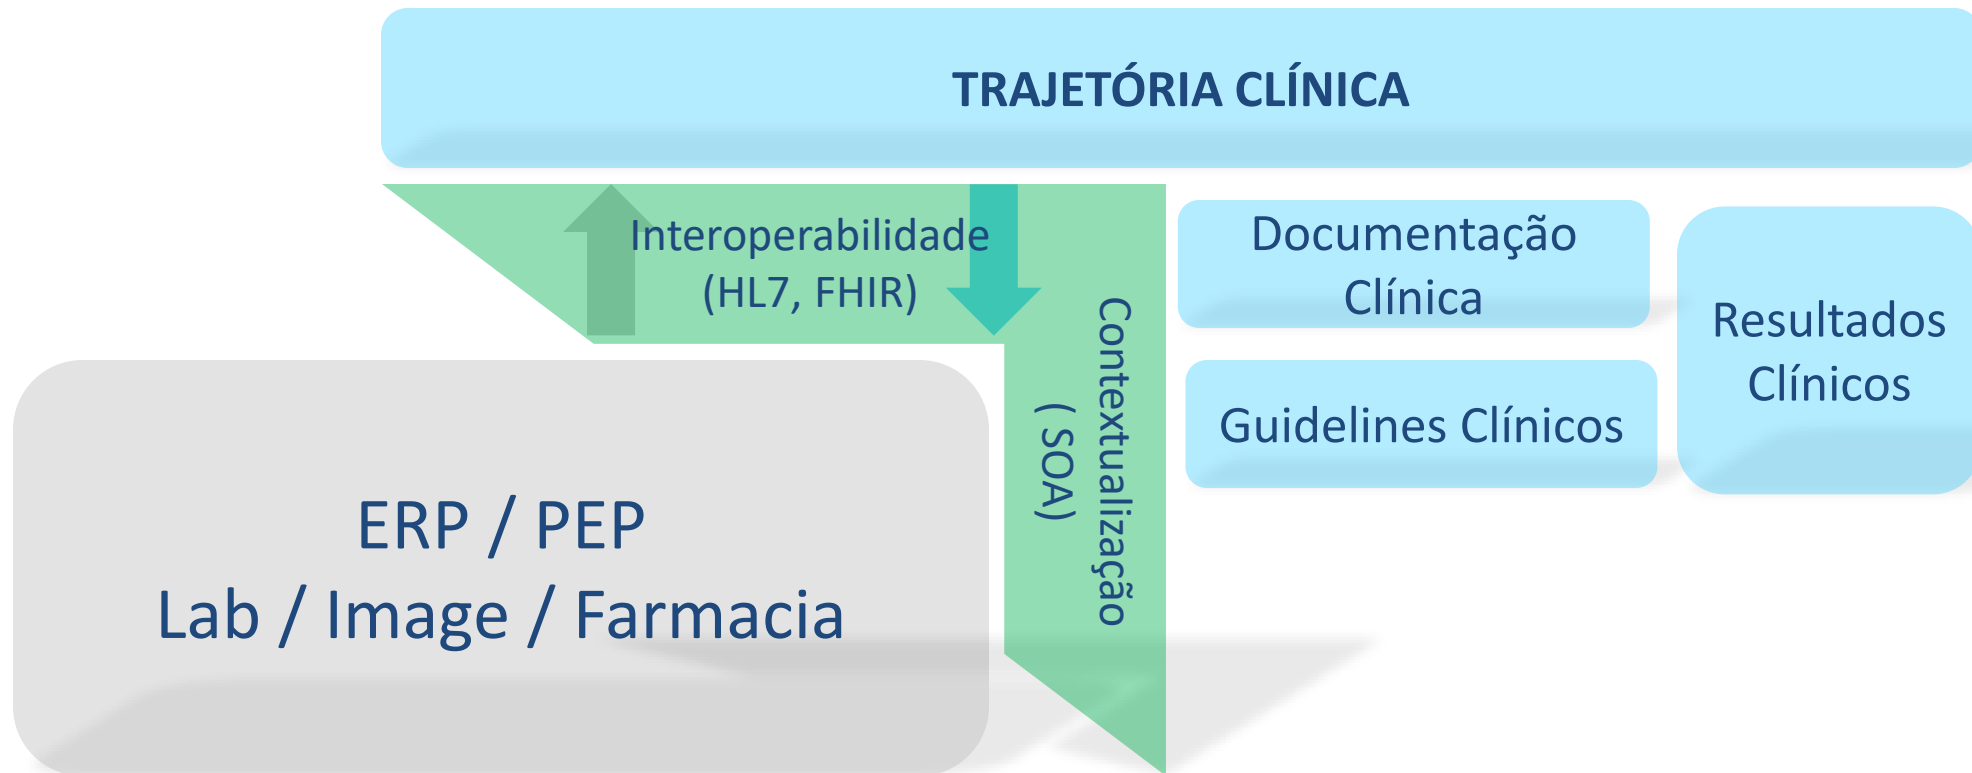 TRAJETÓRIA CLÍNICA
Interoperabilidade
(HL7, FHIR)
Contextualização
( SOA)
Documentação
Clínica
Guidelines Clínicos
Resultados
Clínicos
ERP / PEP
Lab / Image / Farmacia